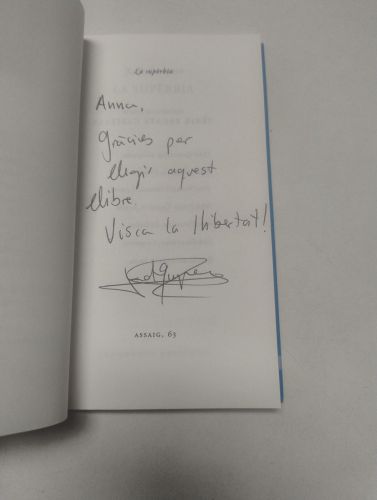 La supèrbia
Anna,
gràcies per
elegir aquest
llibre.
Visca la llibertat!
ASSAIG, 63